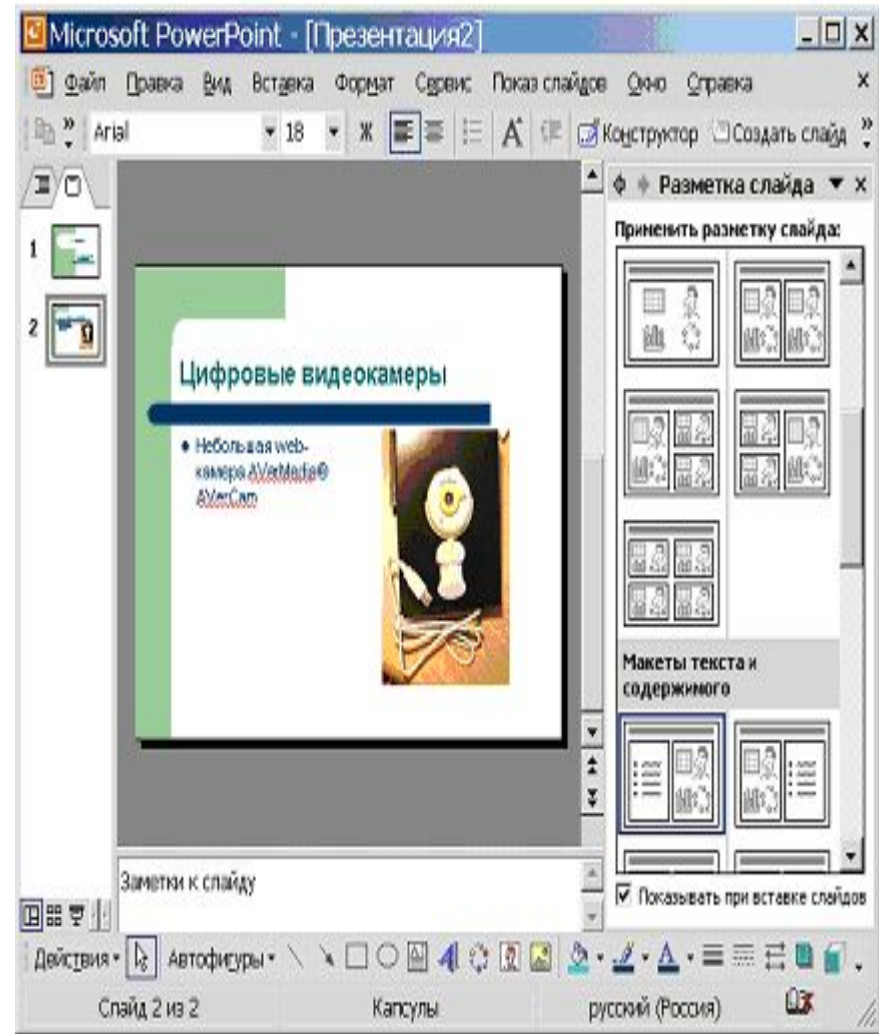 Microsoft PowerPoint - [Презентация2]
Файл Правка Вид Вставка Формат Сервис Показ слайдов Окно Справка
Arial 18 Ж Конструктор Создать слайд
Разметка слайда
Применить разметку слайда:
1
2
Цифровые видеокамеры
Небольшая web-
камера AVerMedia®
AVerCam
Макеты текста и
содержимого
Заметки к слайду
Показывать при вставке слайдов
Действия Автофигуры
Слайд 2 из 2 Капсулы русский (Россия)